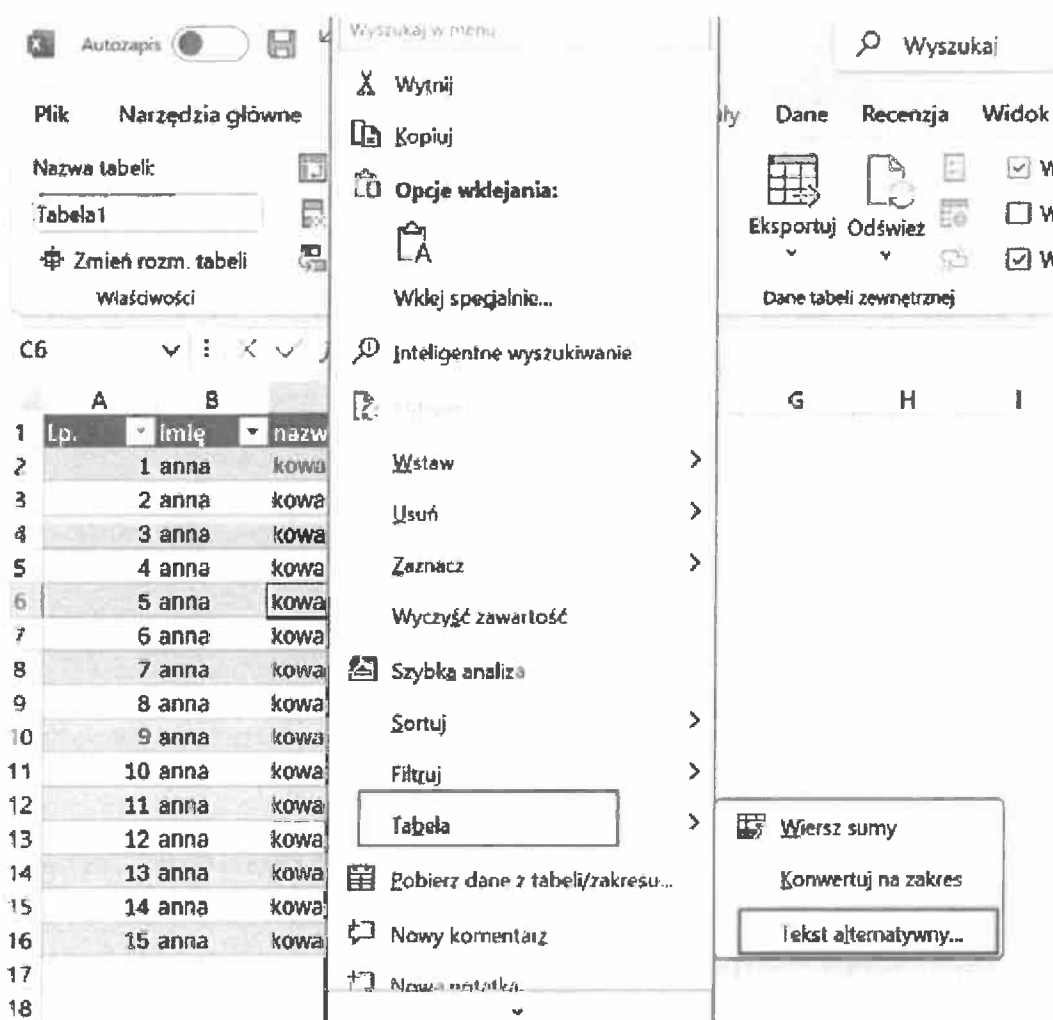 Autozapis
Wyszukaj w menu
Wyszukaj
Plik
Narzędzia główne
Dane
Recenzja
Widok
Nazwa tabeli:
Tabela1
Zmień rozm. tabeli
Właściwości
Wytnij
Kopiuj
Opcje wklejania:
Wklej specjalnie...
Inteligentne wyszukiwanie
Wstaw
Usuń
Zaznacz
Wyczyść zawartość
Szybka analiza
Sortuj
Filtruj
Tabela
Pobierz dane z tabeli/zakresu...
Nowy komentarz
Nowa notatka
Wiersz sumy
Konwertuj na zakres
Tekst alternatywny...
Eksportuj
Odśwież
Dane tabeli zewnętrznej
C6
A B G H I
1 Lp. imię nazw
2 1 anna kowa
3 2 anna kowa
4 3 anna kowa
5 4 anna kowa
6 5 anna kowa
7 6 anna kowa
8 7 anna kowa
9 8 anna kowa
10 9 anna kowa
11 10 anna kowa
12 11 anna kowa
13 12 anna kowa
14 13 anna kowa
15 14 anna kowa
16 15 anna kowa
17
18